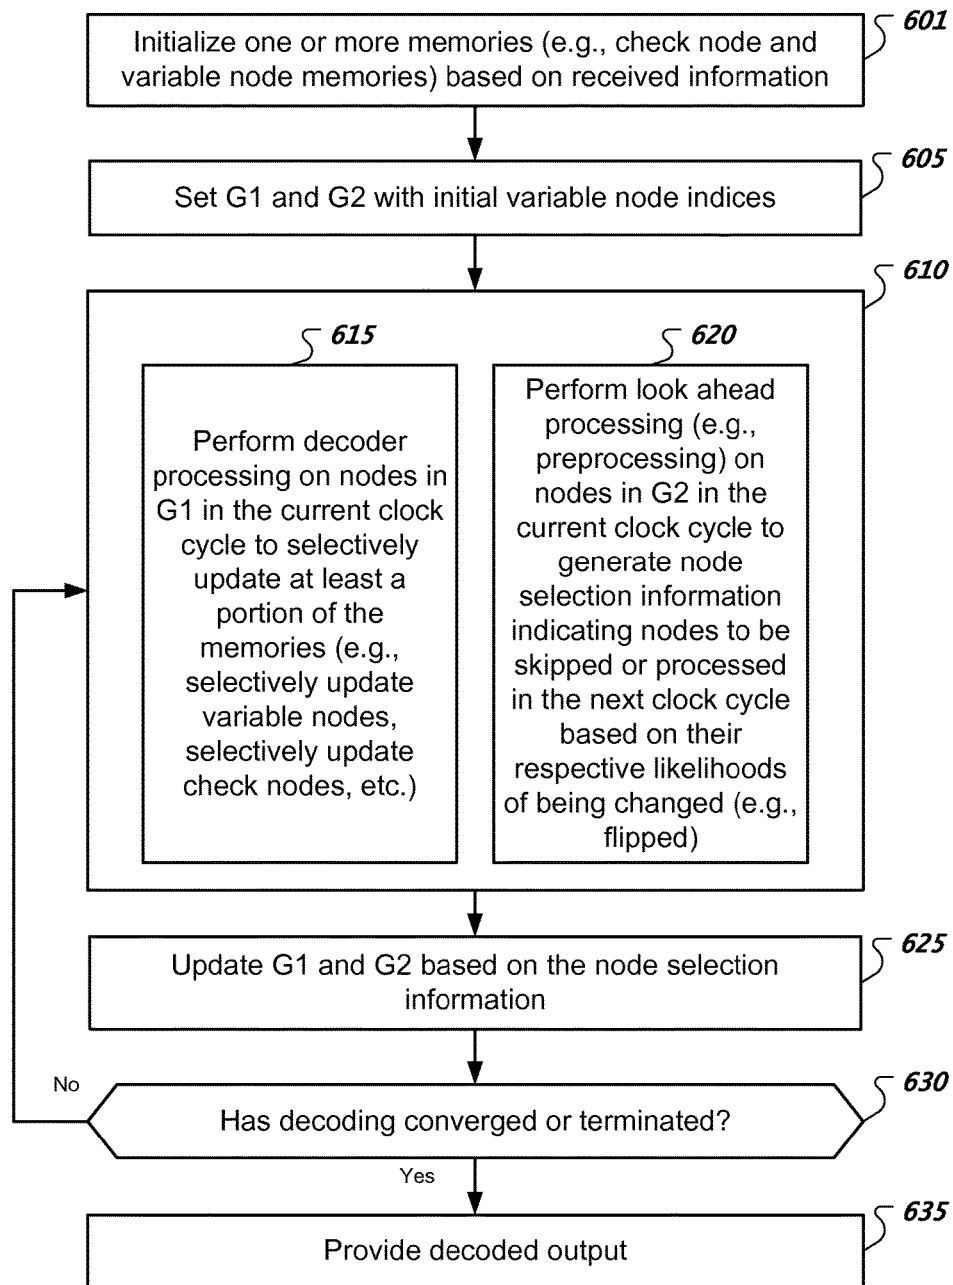 601
Initialize one or more memories (e.g., check node and
variable node memories) based on received information
605
Set G1 and G2 with initial variable node indices
610
615
Perform decoder
processing on nodes in
G1 in the current clock
cycle to selectively
update at least a
portion of the
memories (e.g.,
selectively update
variable nodes,
selectively update
check nodes, etc.)
620
Perform look ahead
processing (e.g.,
preprocessing) on
nodes in G2 in the
current clock cycle to
generate node
selection information
indicating nodes to be
skipped or processed
in the next clock cycle
based on their
respective likelihoods
of being changed (e.g.,
flipped)
625
Update G1 and G2 based on the node selection
information
630
No
Has decoding converged or terminated?
Yes
635
Provide decoded output